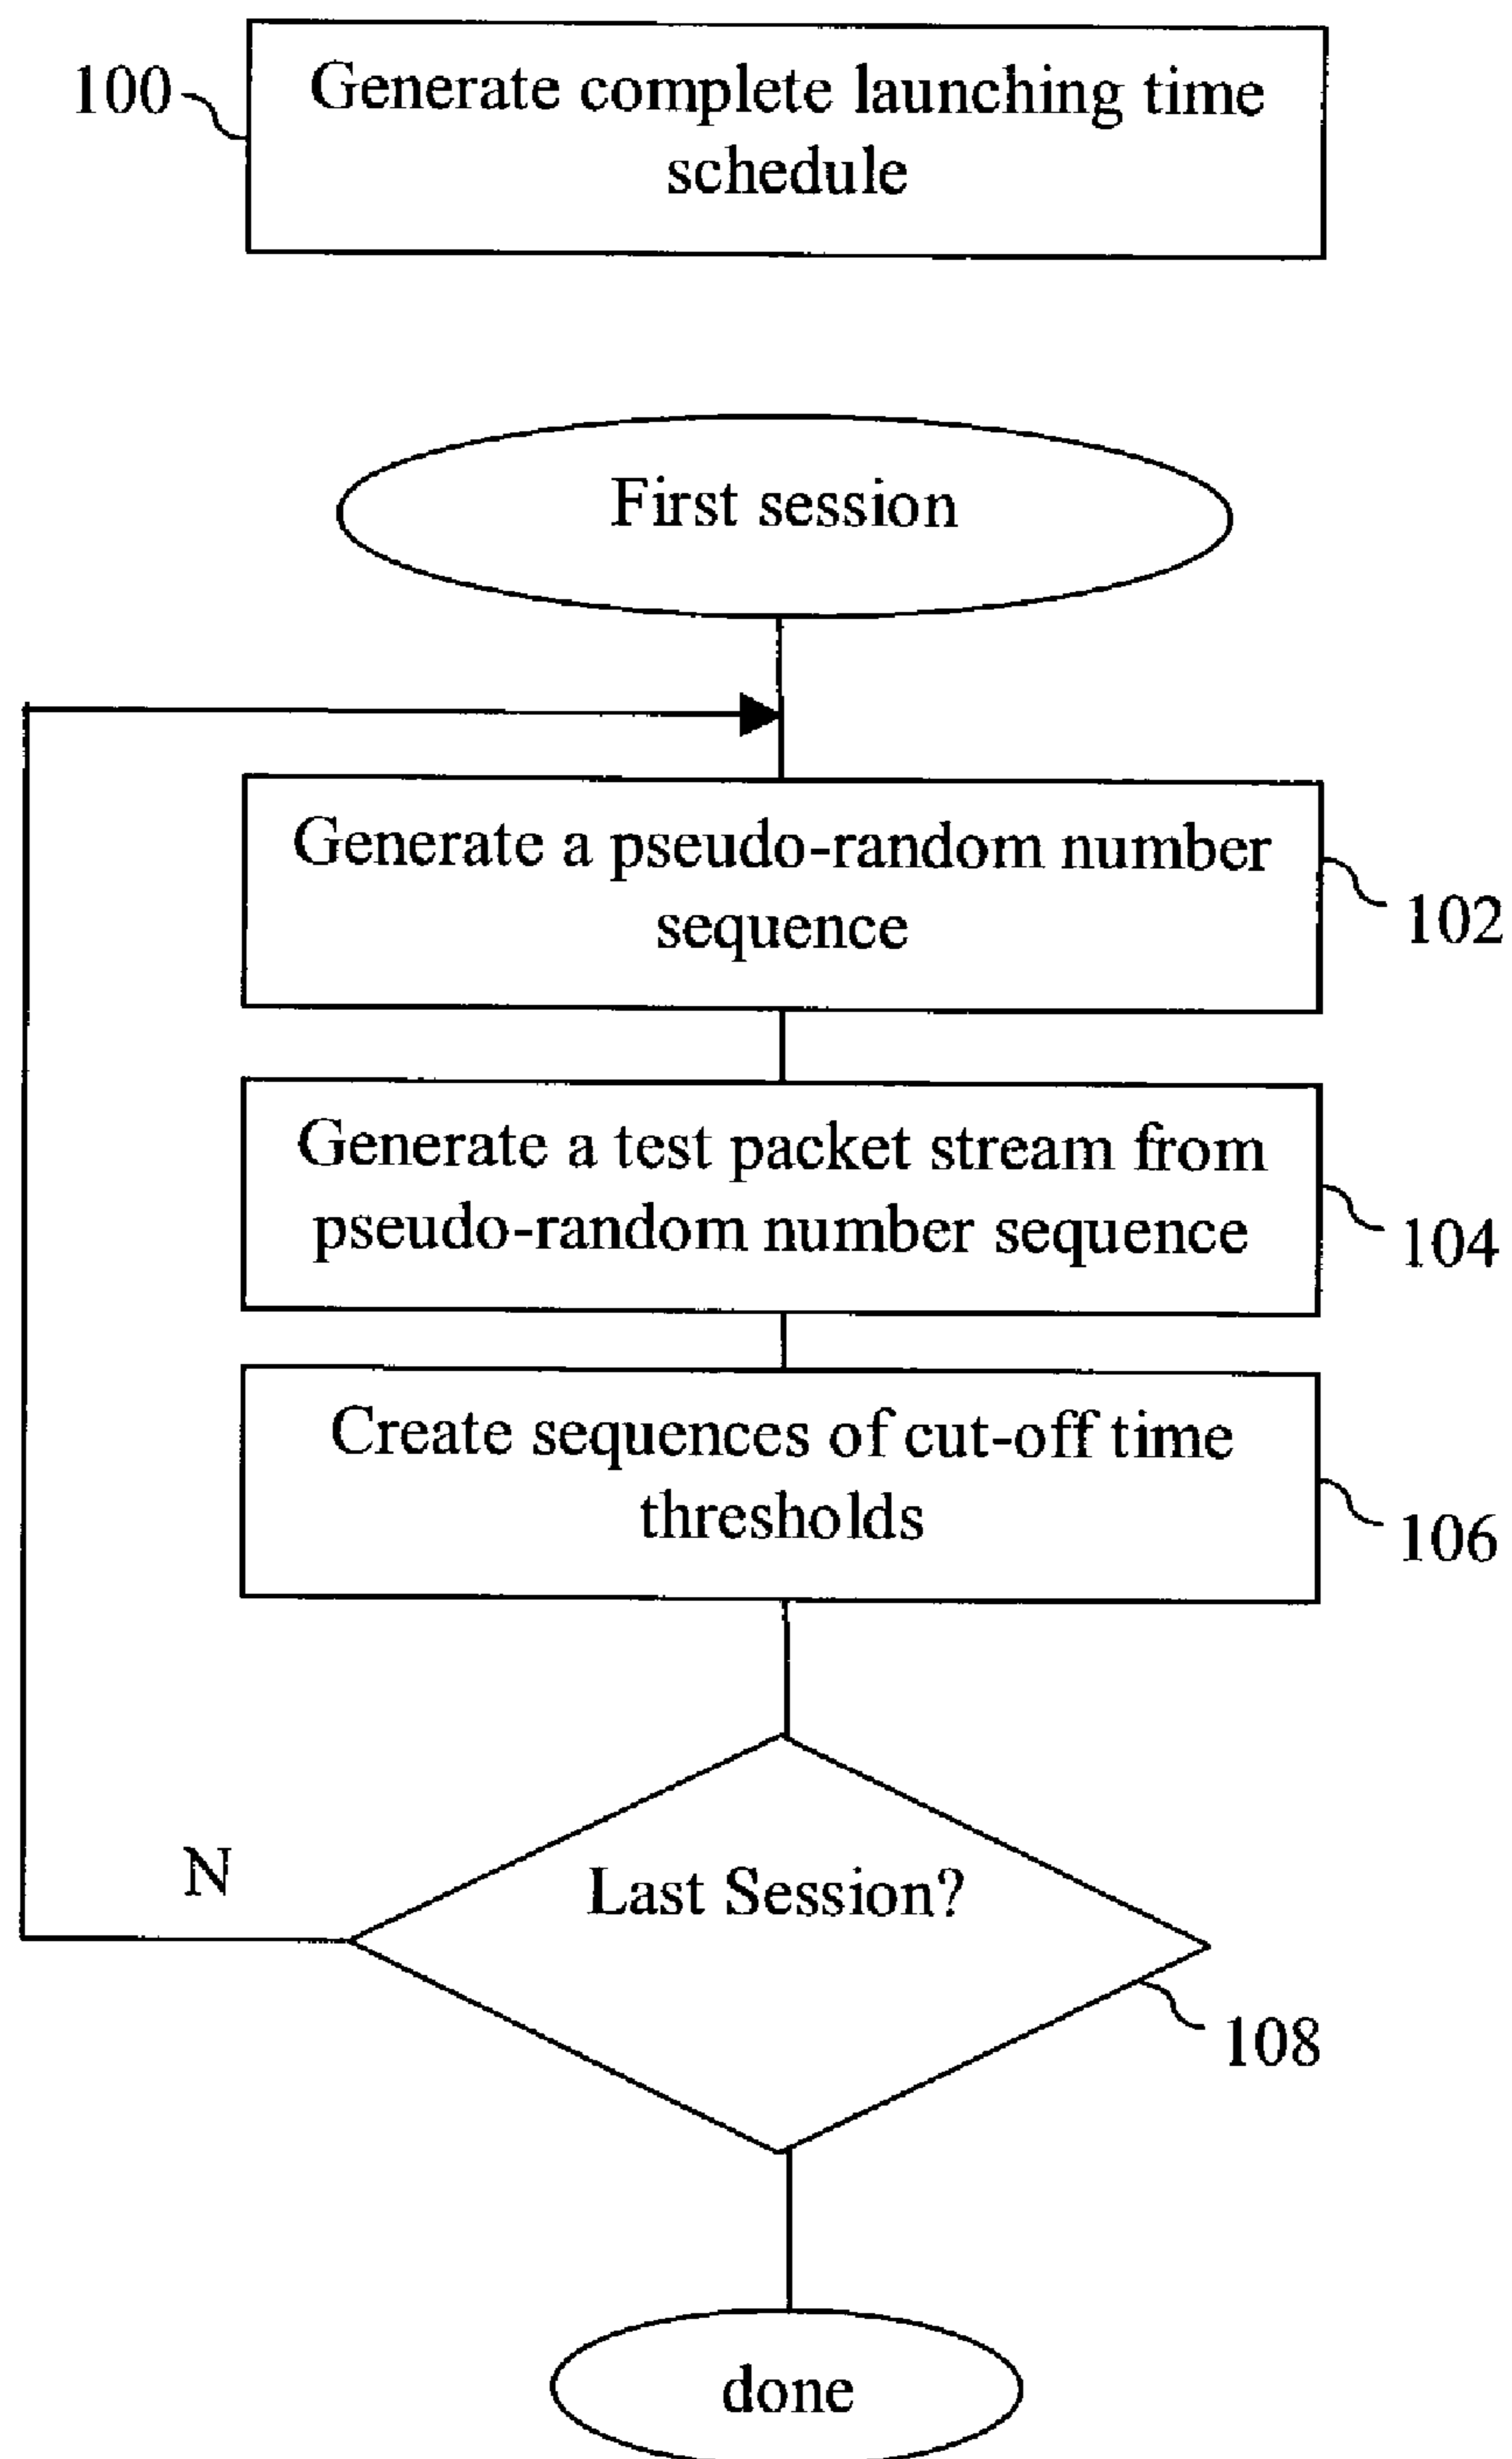 100
Generate complete launching time
schedule
First session
Generate a pseudo-random number
sequence
102
Generate a test packet stream from
pseudo-random number sequence
104
Create sequences of cut-off time
thresholds
106
N
Last Session?
108
done